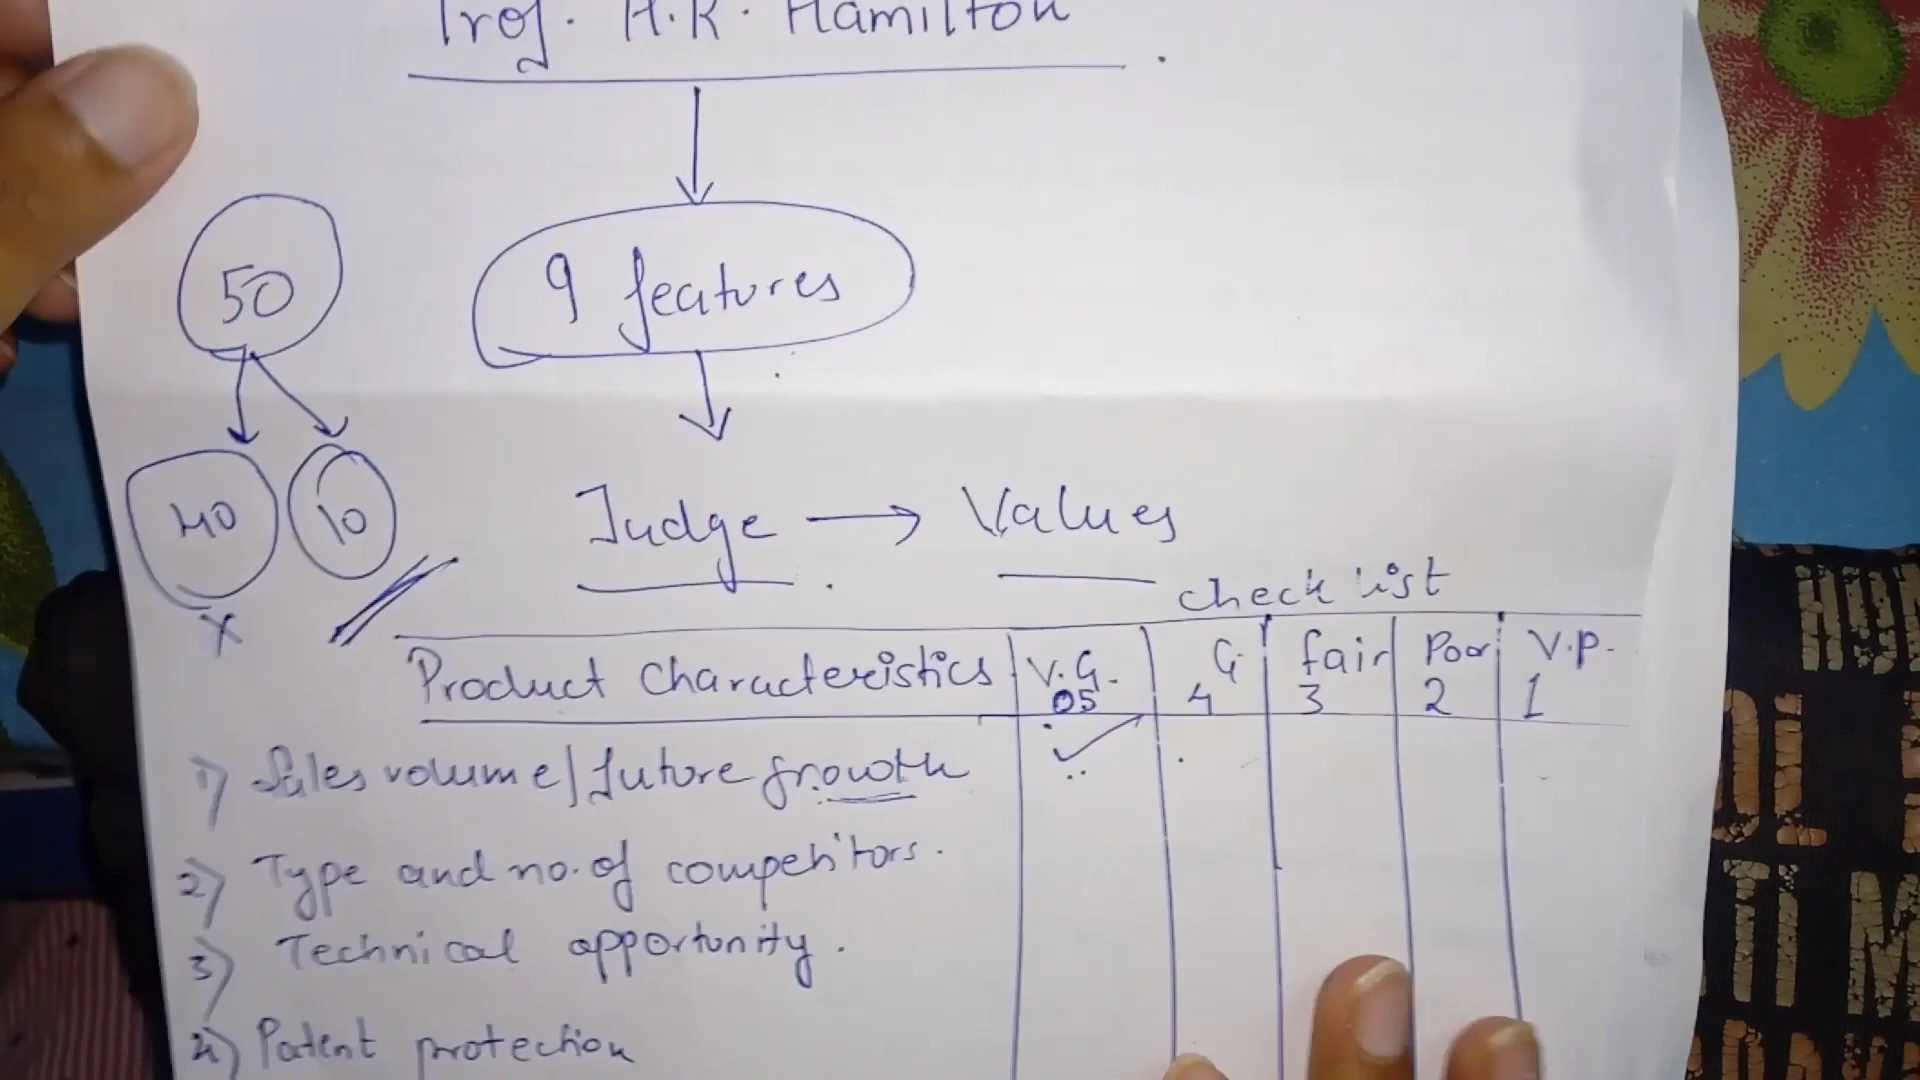 Prof. H.R. Hamilton
50
9 features
40 10
X
Judge → Values
check list
Product Characteristics V.G. 05 G 4 fair 3 Poor 2 V.P. 1
1) Sales volume/future growth
2) Type and no. of competitors.
3) Technical opportunity.
4) Patent protection